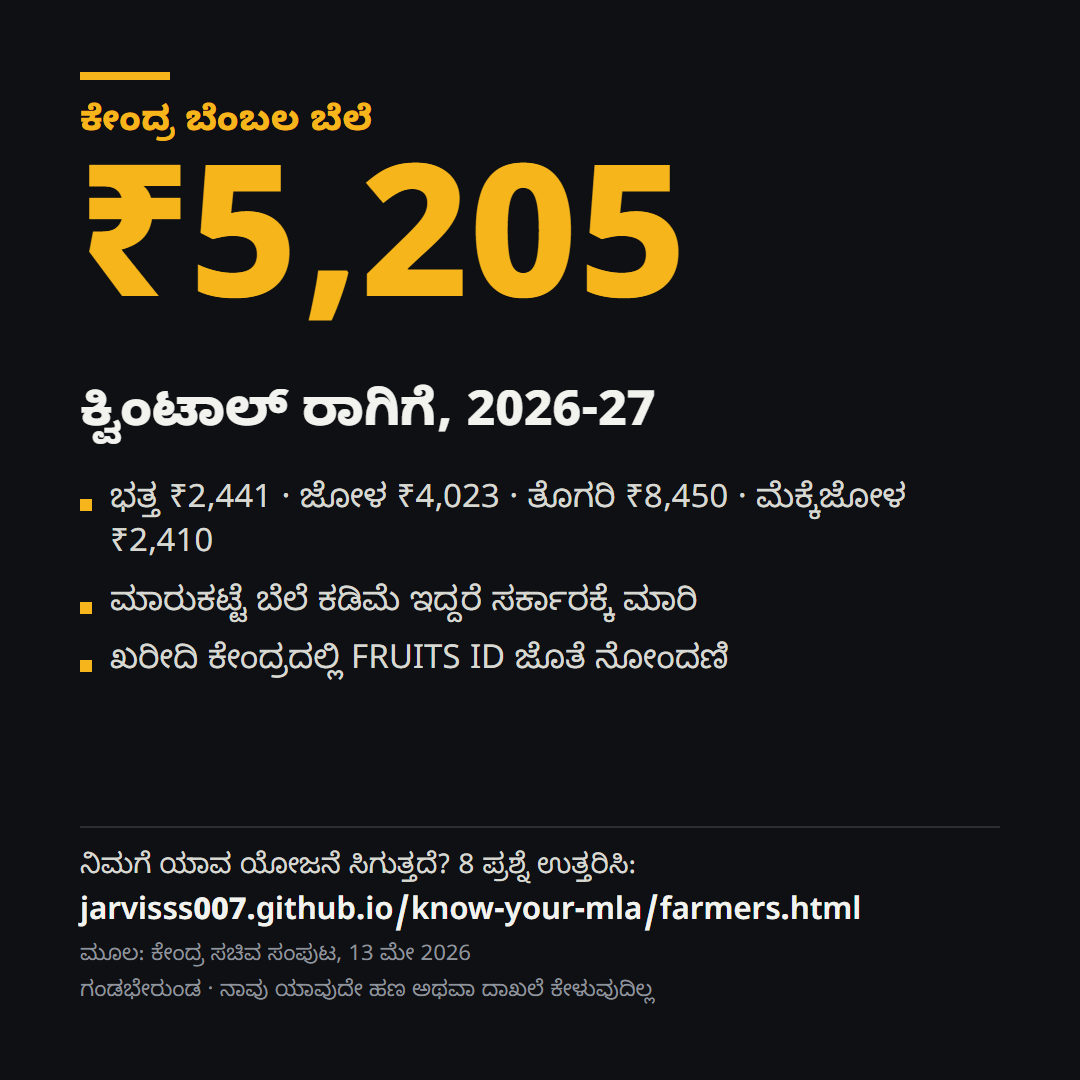 ಕೇಂದ್ರ ಬೆಂಬಲ ಬೆಲೆ
₹5,205
ಕ್ವಿಂಟಾಲ್ ರಾಗಿಗೆ, 2026-27
ಭತ್ತ ₹2,441 · ಜೋಳ ₹4,023 · ತೊಗರಿ ₹8,450 · ಮೆಕ್ಕೆಜೋಳ
₹2,410
ಮಾರುಕಟ್ಟೆ ಬೆಲೆ ಕಡಿಮೆ ಇದ್ದರೆ ಸರ್ಕಾರಕ್ಕೆ ಮಾರಿ
ಖರೀದಿ ಕೇಂದ್ರದಲ್ಲಿ FRUITS ID ಜೊತೆ ನೋಂದಣಿ
ನಿಮಗೆ ಯಾವ ಯೋಜನೆ ಸಿಗುತ್ತದೆ? 8 ಪ್ರಶ್ನೆ ಉತ್ತರಿಸಿ:
jarvisss007.github.io/know-your-mla/farmers.html
ಮೂಲ: ಕೇಂದ್ರ ಸಚಿವ ಸಂಪುಟ, 13 ಮೇ 2026
ಗಂಡಭೇರುಂಡ · ನಾವು ಯಾವುದೇ ಹಣ ಅಥವಾ ದಾಖಲೆ ಕೇಳುವುದಿಲ್ಲ